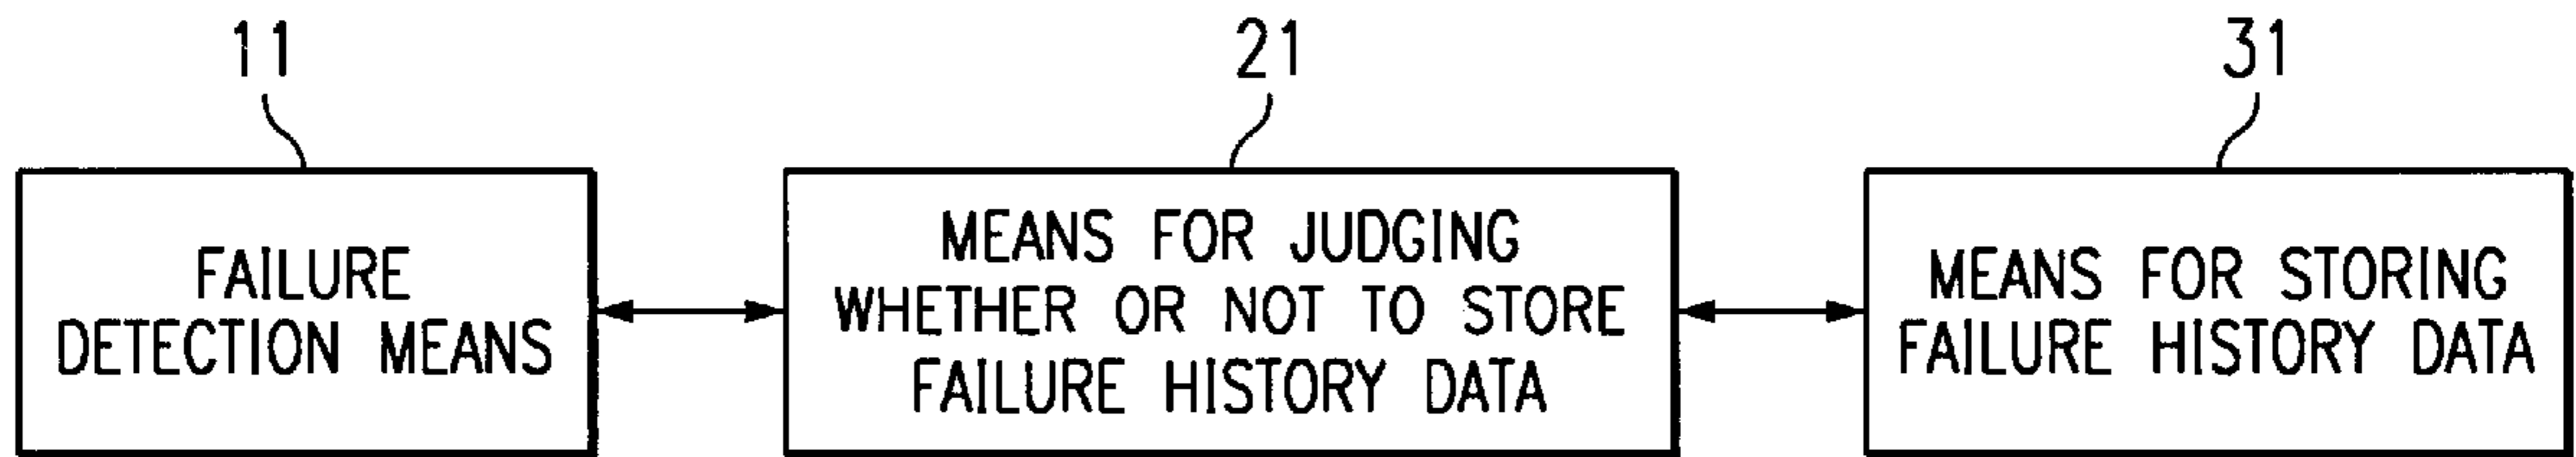 11
21
31
FAILURE
DETECTION MEANS
MEANS FOR JUDGING
WHETHER OR NOT TO STORE
FAILURE HISTORY DATA
MEANS FOR STORING
FAILURE HISTORY DATA